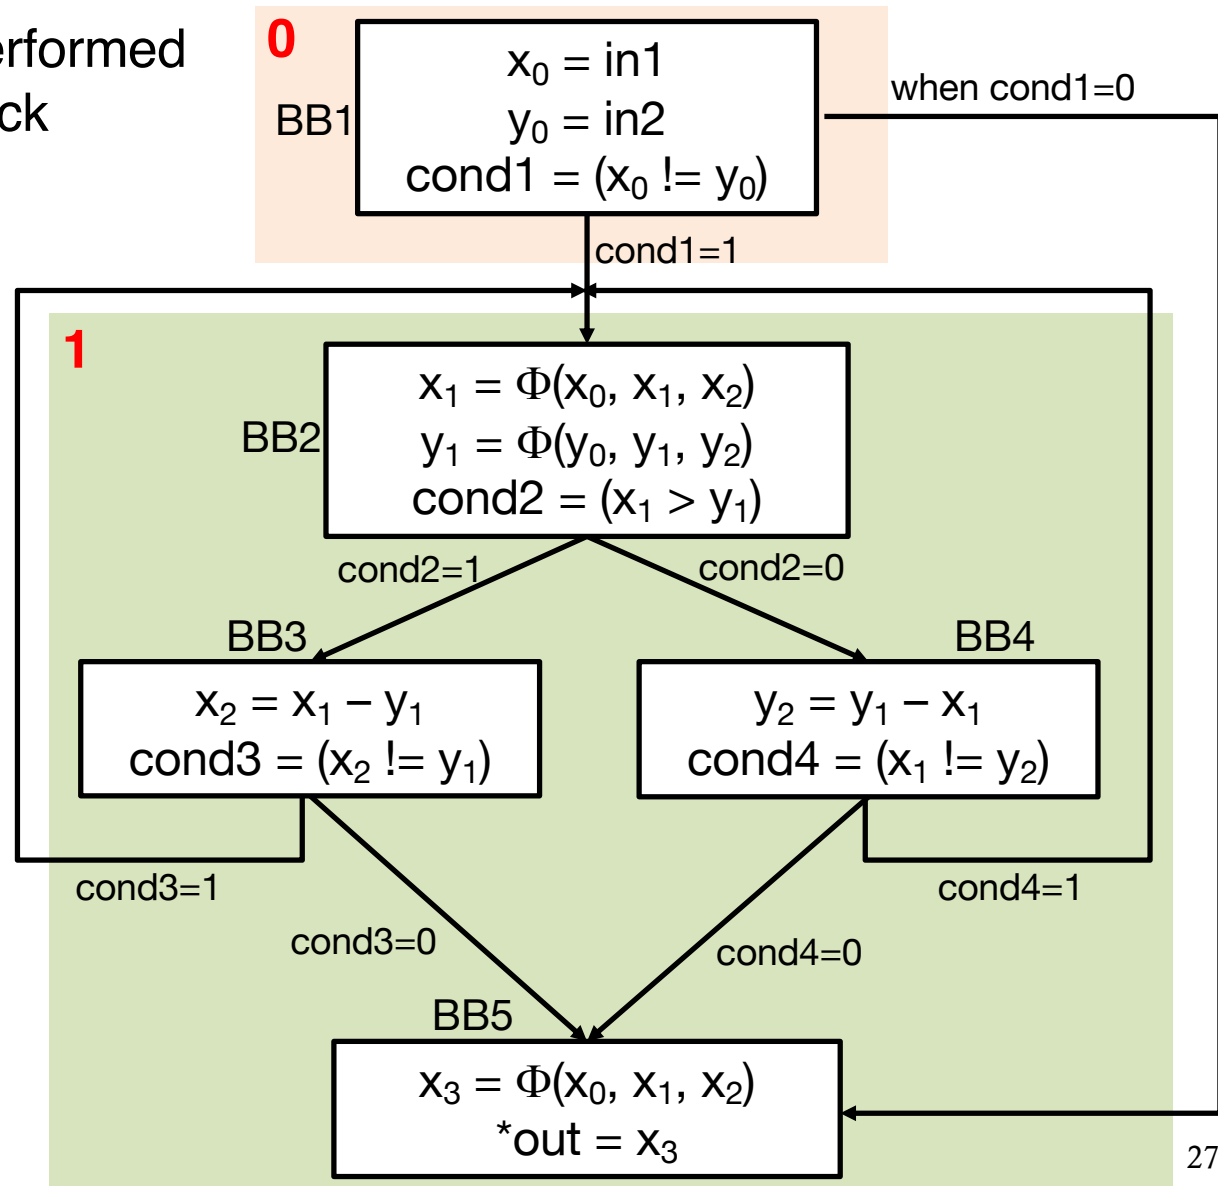 erformed
ck
0
BB1
x₀ = in1
y₀ = in2
cond1 = (x₀ != y₀)
when cond1=0
cond1=1
1
BB2
x₁ = Φ(x₀, x₁, x₂)
y₁ = Φ(y₀, y₁, y₂)
cond2 = (x₁ > y₁)
cond2=1
cond2=0
BB3
x₂ = x₁ – y₁
cond3 = (x₂ != y₁)
BB4
y₂ = y₁ – x₁
cond4 = (x₁ != y₂)
cond3=1
cond4=1
cond3=0
cond4=0
BB5
x₃ = Φ(x₀, x₁, x₂)
*out = x₃
27